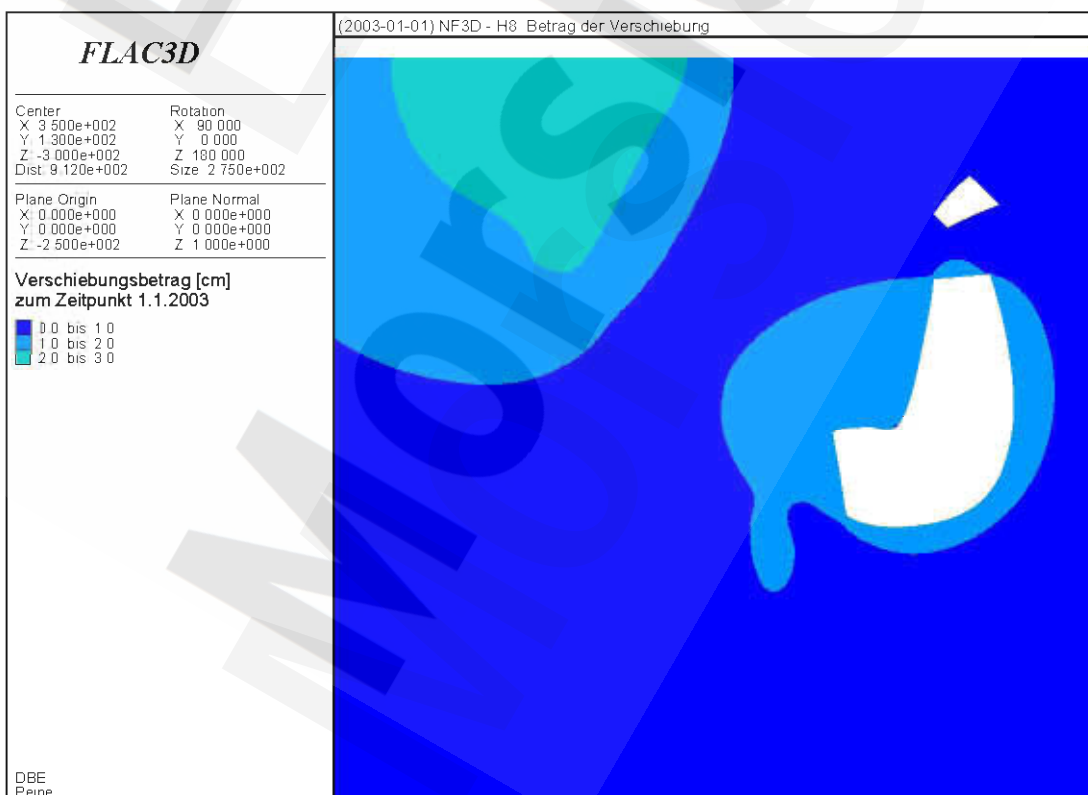 (2003-01-01) NF3D - H8 Betrag der Verschiebung
FLAC3D
Center
X 3 500e+002
Y 1 300e+002
Z -3 000e+002
Dist 9.120e+002
Rotation
X 90 000
Y 0 000
Z 180 000
Size 2 750e+002
Plane Origin
X 0.000e+000
Y 0.000e+000
Z -2 500e+002
Plane Normal
X 0 000e+000
Y 0 000e+000
Z 1 000e+000
Verschiebungsbetrag [cm]
zum Zeitpunkt 1.1.2003
0 0 bis 1 0
1 0 bis 2 0
2 0 bis 3 0
DBE
Peine